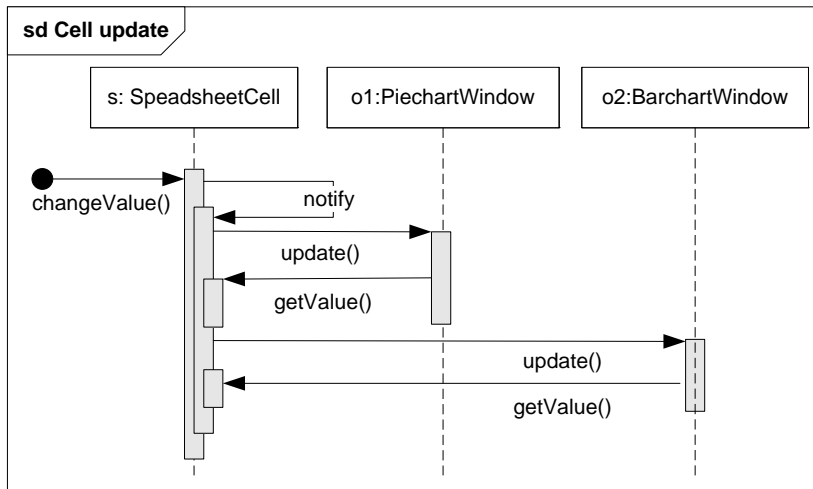 sd Cell update
s: SpeadsheetCell
o1:PiechartWindow
o2:BarchartWindow
changeValue()
notify
update()
getValue()
update()
getValue()